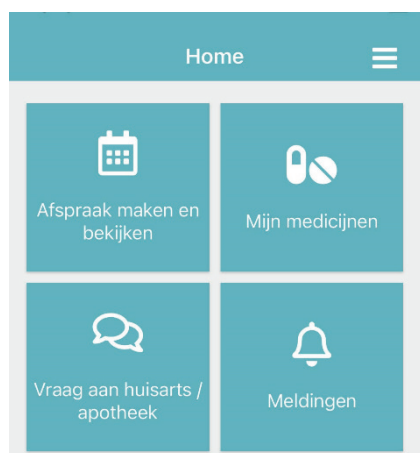 Home
Afspraak maken en
bekijken
Mijn medicijnen
Vraag aan huisarts /
apotheek
Meldingen